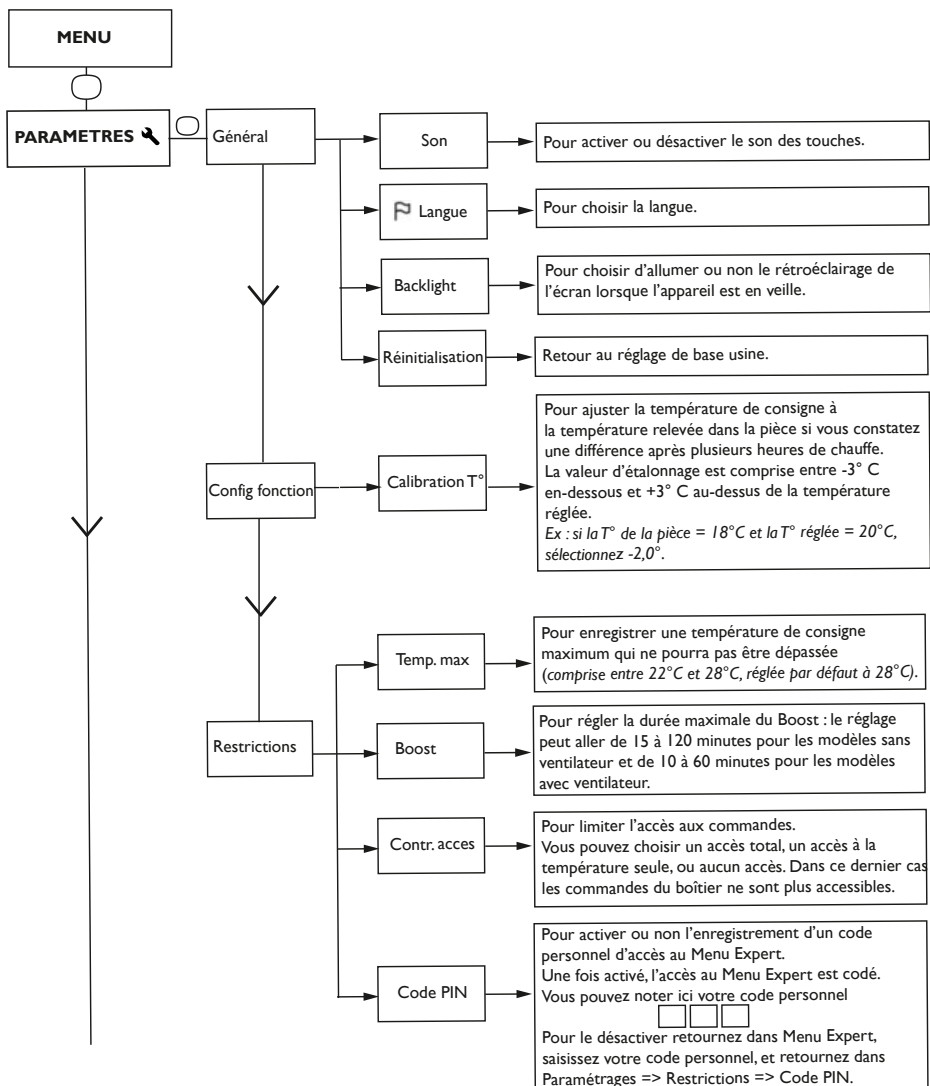 MENU
PARAMETRES
Général
Son
Pour activer ou désactiver le son des touches.
Langue
Pour choisir la langue.
Backlight
Pour choisir d'allumer ou non le rétroéclairage de
l'écran lorsque l'appareil est en veille.
Réinitialisation
Retour au réglage de base usine.
Config fonction
Calibration T°
Pour ajuster la température de consigne à
la température relevée dans la pièce si vous constatez
une différence après plusieurs heures de chauffe.
La valeur d'étalonnage est comprise entre -3° C
en-dessous et +3° C au-dessus de la température
réglée.
Ex : si la T° de la pièce = 18°C et la T° réglée = 20°C,
sélectionnez -2,0°.
Restrictions
Temp. max
Pour enregistrer une température de consigne
maximum qui ne pourra pas être dépassée
(comprise entre 22°C et 28°C, réglée par défaut à 28°C).
Boost
Pour régler la durée maximale du Boost : le réglage
peut aller de 15 à 120 minutes pour les modèles sans
ventilateur et de 10 à 60 minutes pour les modèles
avec ventilateur.
Contr. acces
Pour limiter l'accès aux commandes.
Vous pouvez choisir un accès total, un accès à la
température seule, ou aucun accès. Dans ce dernier cas
les commandes du boîtier ne sont plus accessibles.
Code PIN
Pour activer ou non l'enregistrement d'un code
personnel d'accès au Menu Expert.
Une fois activé, l'accès au Menu Expert est codé.
Vous pouvez noter ici votre code personnel
Pour le désactiver retournez dans Menu Expert,
saisissez votre code personnel, et retournez dans
Paramétrages => Restrictions => Code PIN.